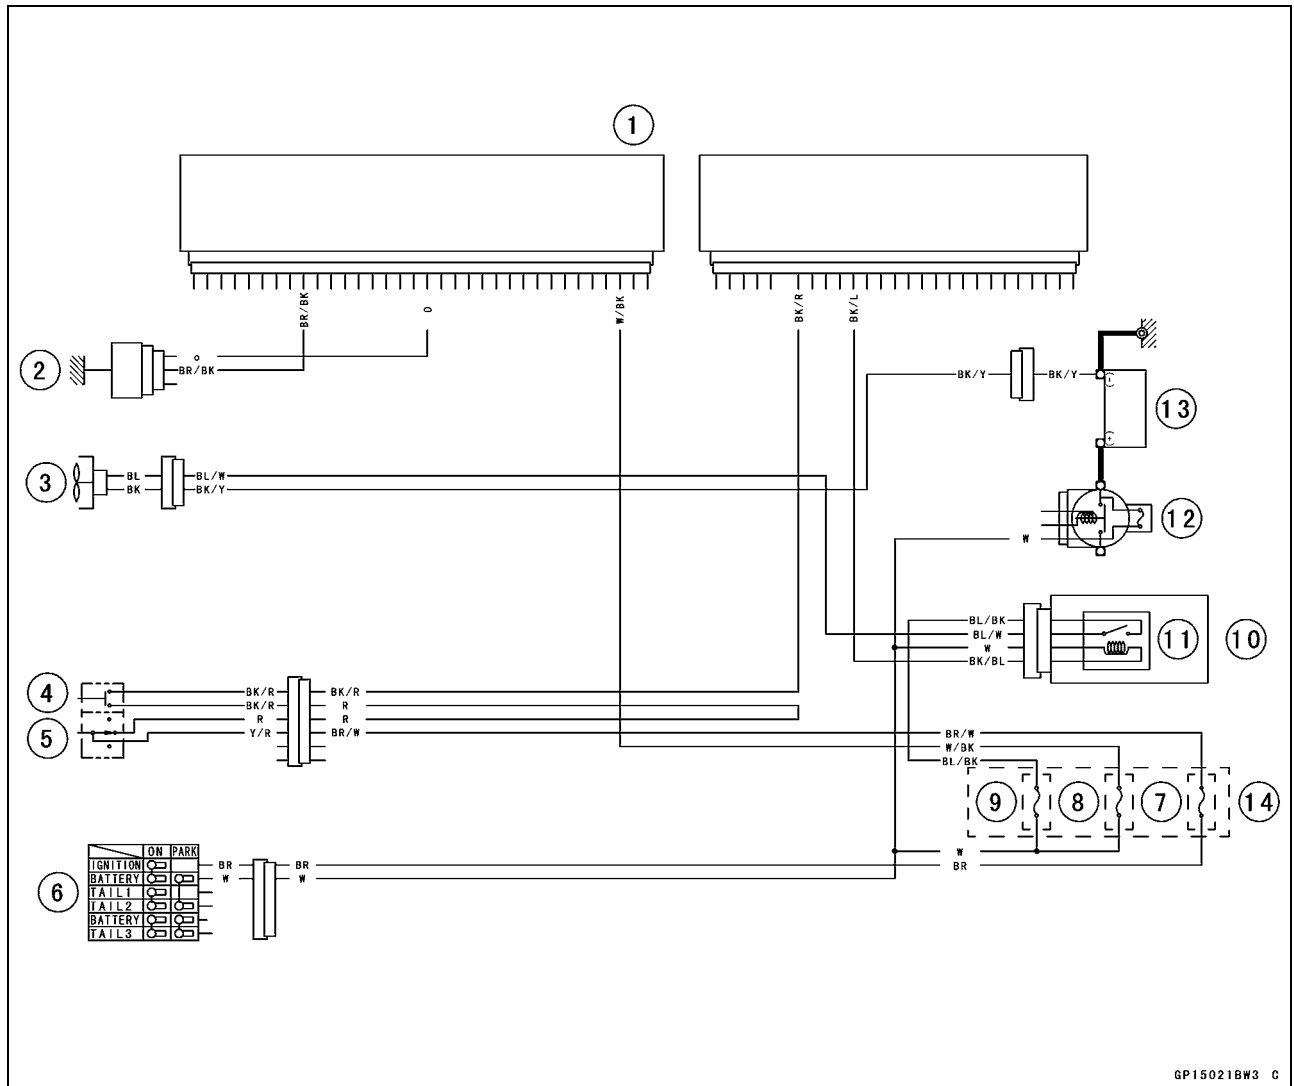 1
BR/BK
O
W/BK
BK/R
BK/L
2
O
BR/BK
BK/Y
BK/Y
(-)
13
(+)
3
BL
BL/W
BK
BK/Y
12
W
BL/BK
BL/W
W
BK/BL
11
10
4
BK/R
BK/R
BK/R
R
5
R
R
Y/R
BR/W
BR/W
W/BK
BL/BK
9
8
7
14
W
BR
6
ON PARK
IGNITION
BR
BR
BATTERY
W
W
TAIL1
TAIL2
BATTERY
TAIL3
GP15021BW3 C